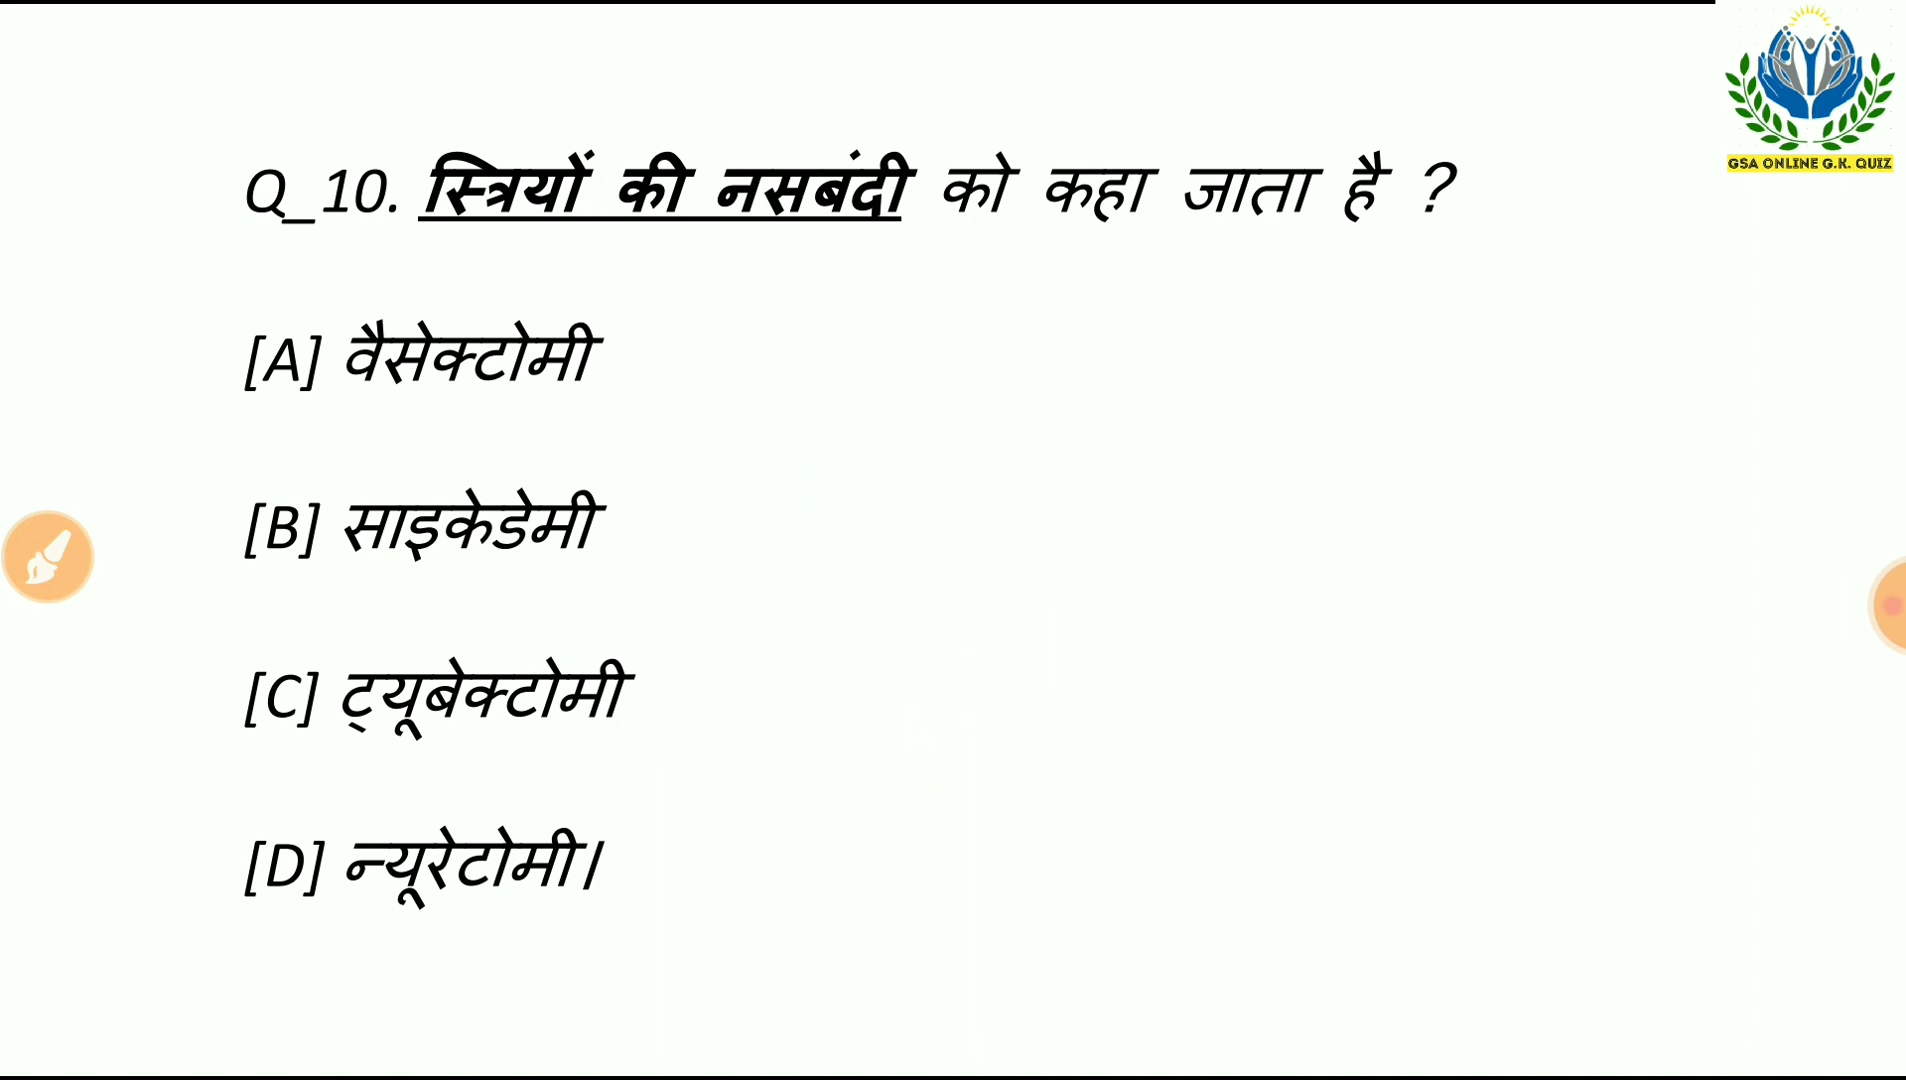 GSA ONLINE G.K. QUIZ
Q_10. स्त्रियों की नसबंदी को कहा जाता है ?
[A] वैसेक्टोमी
[B] साइकेडेमी
[C] ट्यूबेक्टोमी
[D] न्यूरेटोमी।